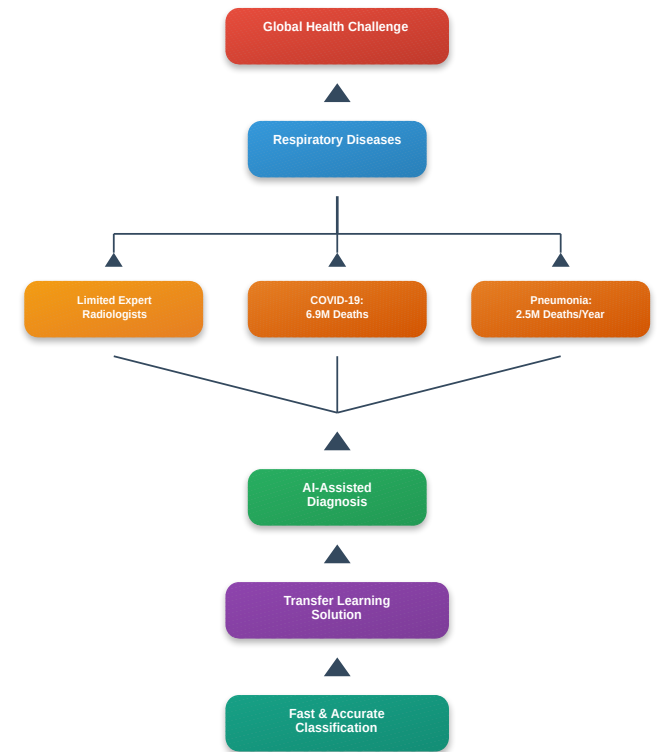 Global Health Challenge
Respiratory Diseases
Limited Expert
Radiologists
COVID-19:
6.9M Deaths
Pneumonia:
2.5M Deaths/Year
AI-Assisted
Diagnosis
Transfer Learning
Solution
Fast & Accurate
Classification